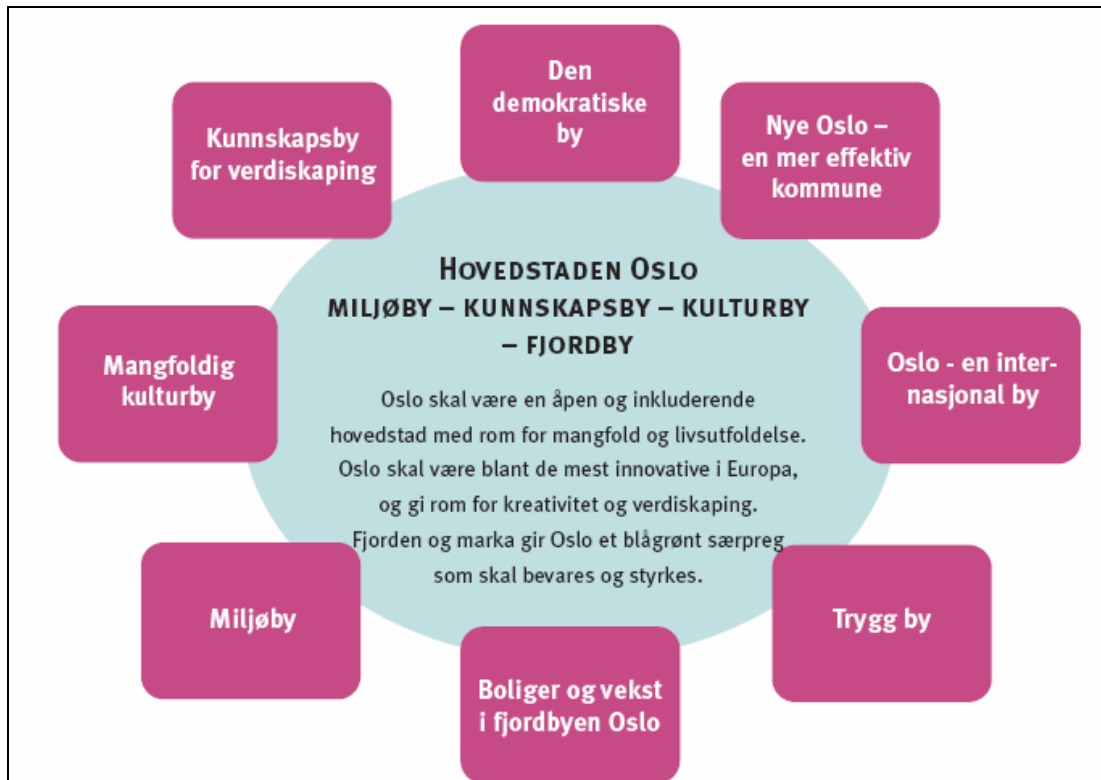 Den
demokratiske
by
Nye Oslo –
en mer effektiv
kommune
Kunnskapsby
for verdiskaping
HOVEDSTADEN OSLO
MILJØBY – KUNNSKAPSBY – KULTURBY
– FJORDBY
Oslo skal være en åpen og inkluderende
hovedstad med rom for mangfold og livsutfoldelse.
Oslo skal være blant de mest innovative i Europa,
og gi rom for kreativitet og verdiskaping.
Fjorden og marka gir Oslo et blågrønt særpreg
som skal bevares og styrkes.
Mangfoldig
kulturby
Oslo - en inter-
nasjonal by
Miljøby
Trygg by
Boliger og vekst
i fjordbyen Oslo